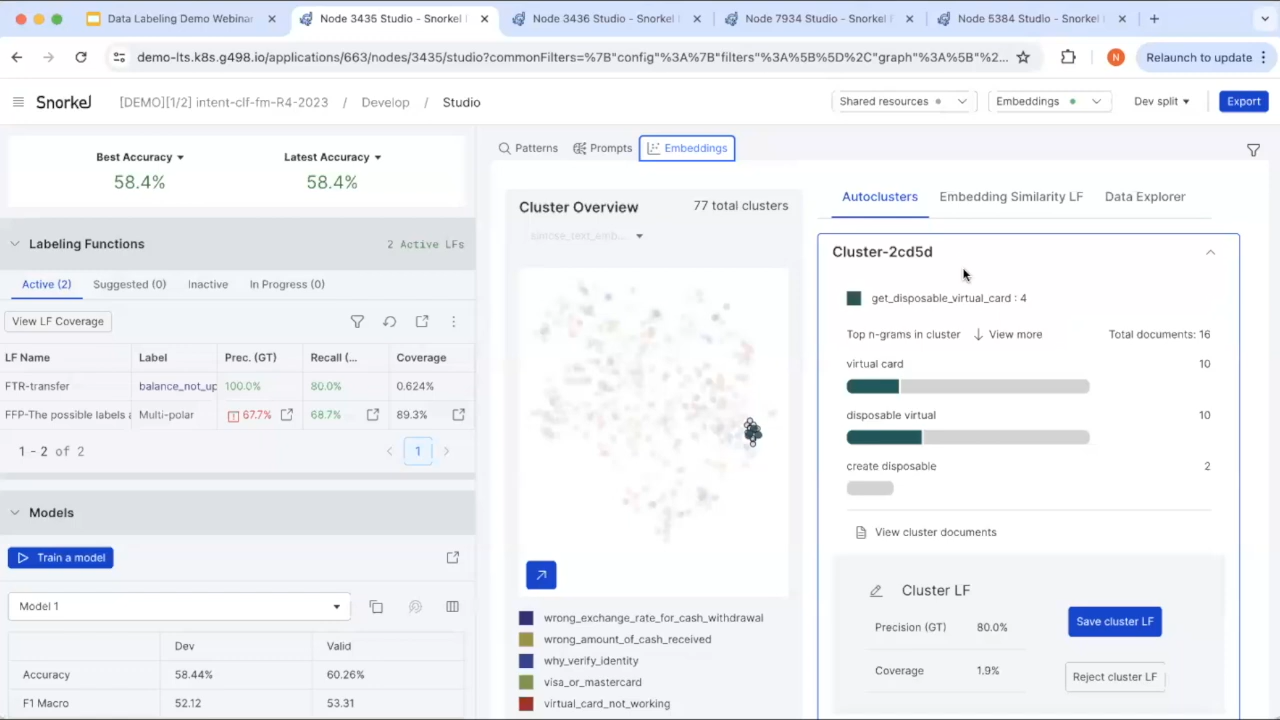 Data Labeling Demo Webinar
Node 3435 Studio - Snorkel
Node 3436 Studio - Snorkel
Node 7934 Studio - Snorkel
Node 5384 Studio - Snorkel
demo-lts.k8s.g498.io/applications/663/nodes/3435/studio?commonFilters=%7B"config"%3A%7B"filters"%3A%5B%5D%2C"graph"%3A%5B"%2...
N
Relaunch to update
Snorkel
[DEMO][1/2] intent-clf-fm-R4-2023 / Develop / Studio
Shared resources
Embeddings
Dev split
Export
Best Accuracy
Latest Accuracy
58.4%
58.4%
Labeling Functions
2 Active LFs
Active (2)
Suggested (0)
Inactive
In Progress (0)
View LF Coverage
LF Name Label Prec. (GT) Recall (... Coverage
FTR-transfer balance_not_up 100.0% 80.0% 0.624%
FFP-The possible labels a Multi-polar 67.7% 68.7% 89.3%
1 - 2 of 2
1
Models
Train a model
Model 1
Dev Valid
Accuracy 58.44% 60.26%
F1 Macro 52.12 53.31
Patterns
Prompts
Embeddings
Cluster Overview
77 total clusters
wrong_exchange_rate_for_cash_withdrawal
wrong_amount_of_cash_received
why_verify_identity
visa_or_mastercard
virtual_card_not_working
Autoclusters
Embedding Similarity LF
Data Explorer
Cluster-2cd5d
get_disposable_virtual_card : 4
Top n-grams in cluster
View more
Total documents: 16
virtual card 10
disposable virtual 10
create disposable 2
View cluster documents
Cluster LF
Precision (GT) 80.0%
Save cluster LF
Coverage 1.9%
Reject cluster LF